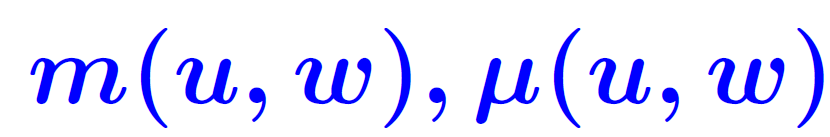 m(u, w), μ(u, w)